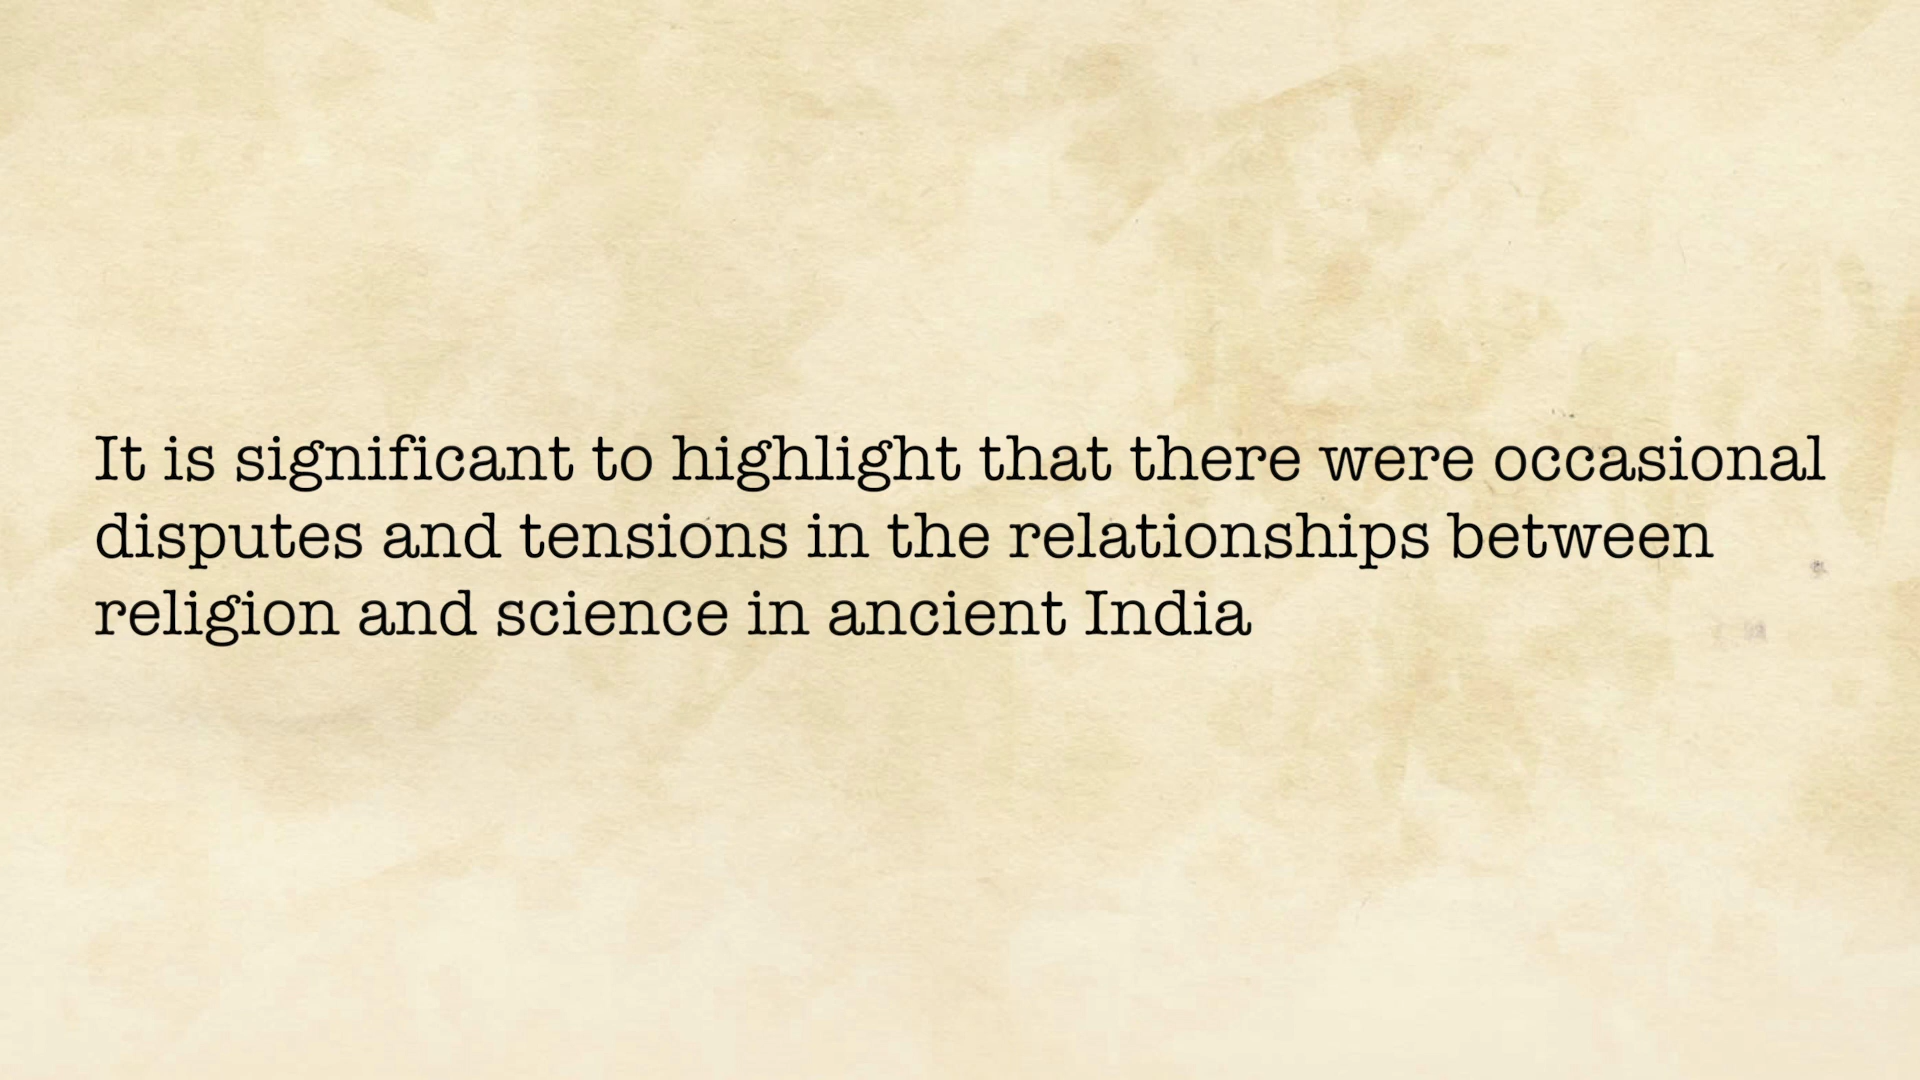 It is significant to highlight that there were occasional
disputes and tensions in the relationships between
religion and science in ancient India